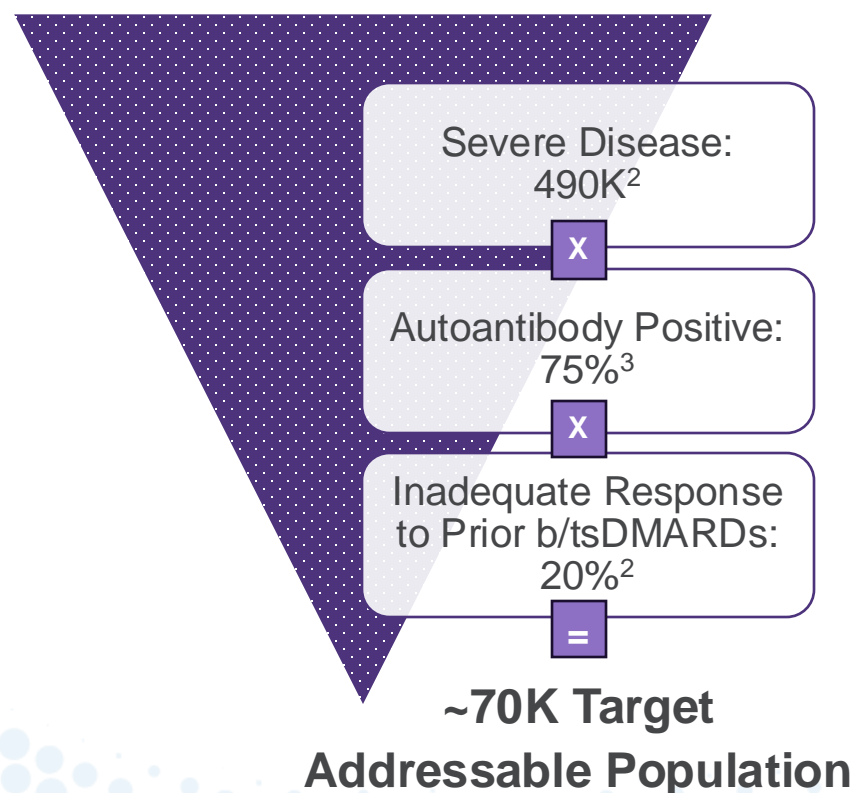 Severe Disease:
490K²
X
Autoantibody Positive:
75%³
X
Inadequate Response
to Prior b/tsDMARDs:
20%²
=
~70K Target
Addressable Population